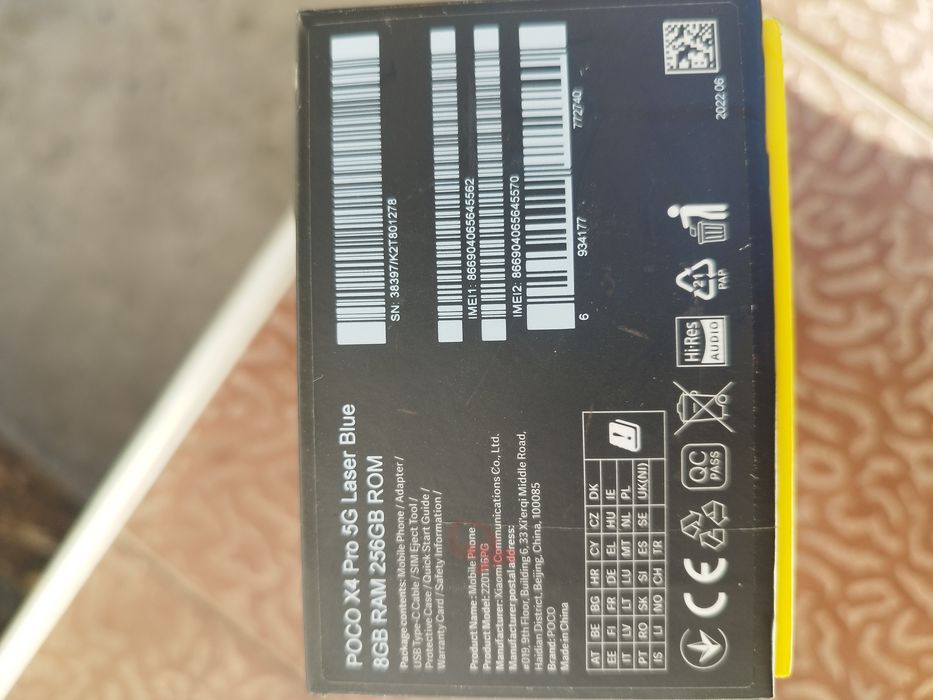 POCO X4 Pro 5G Laser Blue
8GB RAM 256GB ROM
Package contents: Mobile Phone / Adapter /
USB Type-C Cable / SIM Eject Tool /
Protective Case / Quick Start Guide /
Warranty Card / Safety Information /
Product Name: Mobile Phone
Product Model: 2201116PG
Manufacturer: Xiaomi Communications Co., Ltd.
Manufacturer postal address:
#019, 9th Floor, Building 6, 33 Xi'erqi Middle Road,
Haidian District, Beijing, China, 100085
Brand: POCO
Made in China
AT BE BG HR CY CZ DK
EE FI FR DE EL HU IE
IT LV LT LU MT NL PL
PT RO SK SI ES SE UK(NI)
IS LI NO CH TR
SN: 38397/K2T801278
IMEI1: 866904065645562
IMEI2: 866904065645570
6 934177 772740
CE
QC
PASS
Hi-Res
AUDIO
21
PAP
2022 06